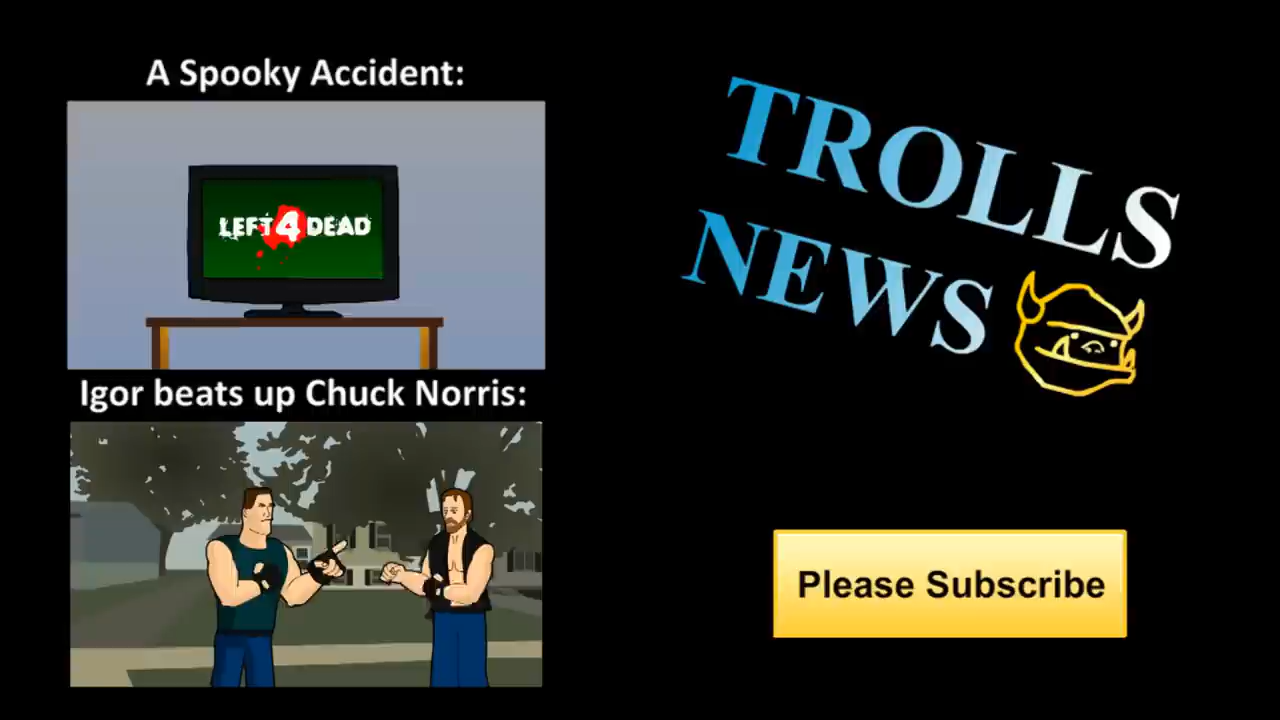 A Spooky Accident:
LEFT 4 DEAD
Igor beats up Chuck Norris:
TROLLS
NEWS
Please Subscribe